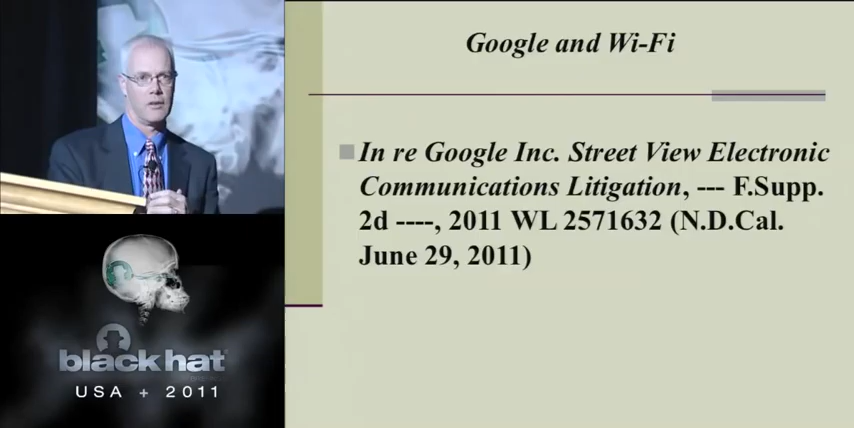 Google and Wi-Fi
In re Google Inc. Street View Electronic
Communications Litigation, --- F.Supp.
2d ----, 2011 WL 2571632 (N.D.Cal.
June 29, 2011)
black hat
USA + 2011